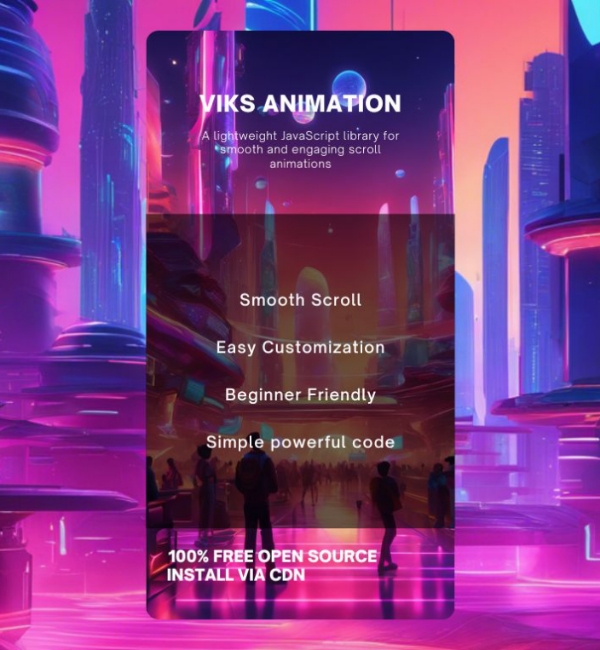 VIKS ANIMATION
A lightweight JavaScript library for
smooth and engaging scroll
animations
Smooth Scroll
Easy Customization
Beginner Friendly
Simple powerful code
100% FREE OPEN SOURCE
INSTALL VIA CDN